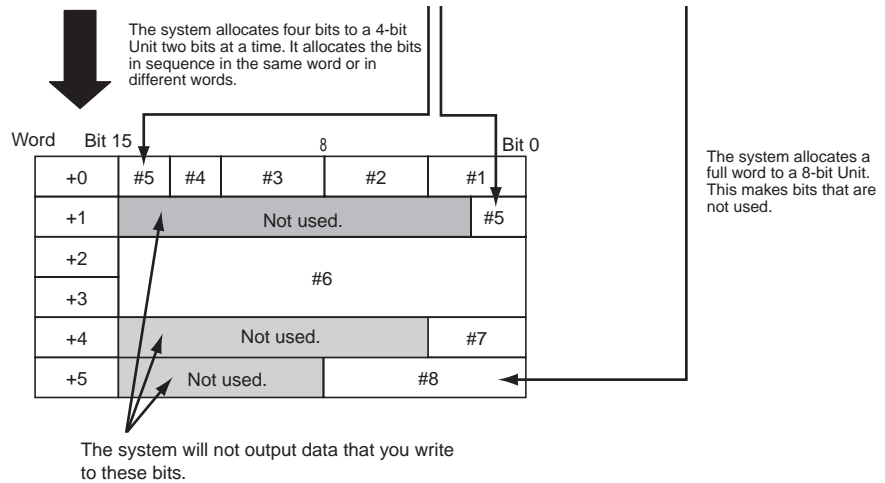 The system allocates four bits to a 4-bit
Unit two bits at a time. It allocates the bits
in sequence in the same word or in
different words.
Word Bit 15 8 Bit 0
+0 #5 #4 #3 #2 #1
+1 Not used. #5
+2
#6
+3
+4 Not used. #7
+5 Not used. #8
The system allocates a
full word to a 8-bit Unit.
This makes bits that are
not used.
The system will not output data that you write
to these bits.